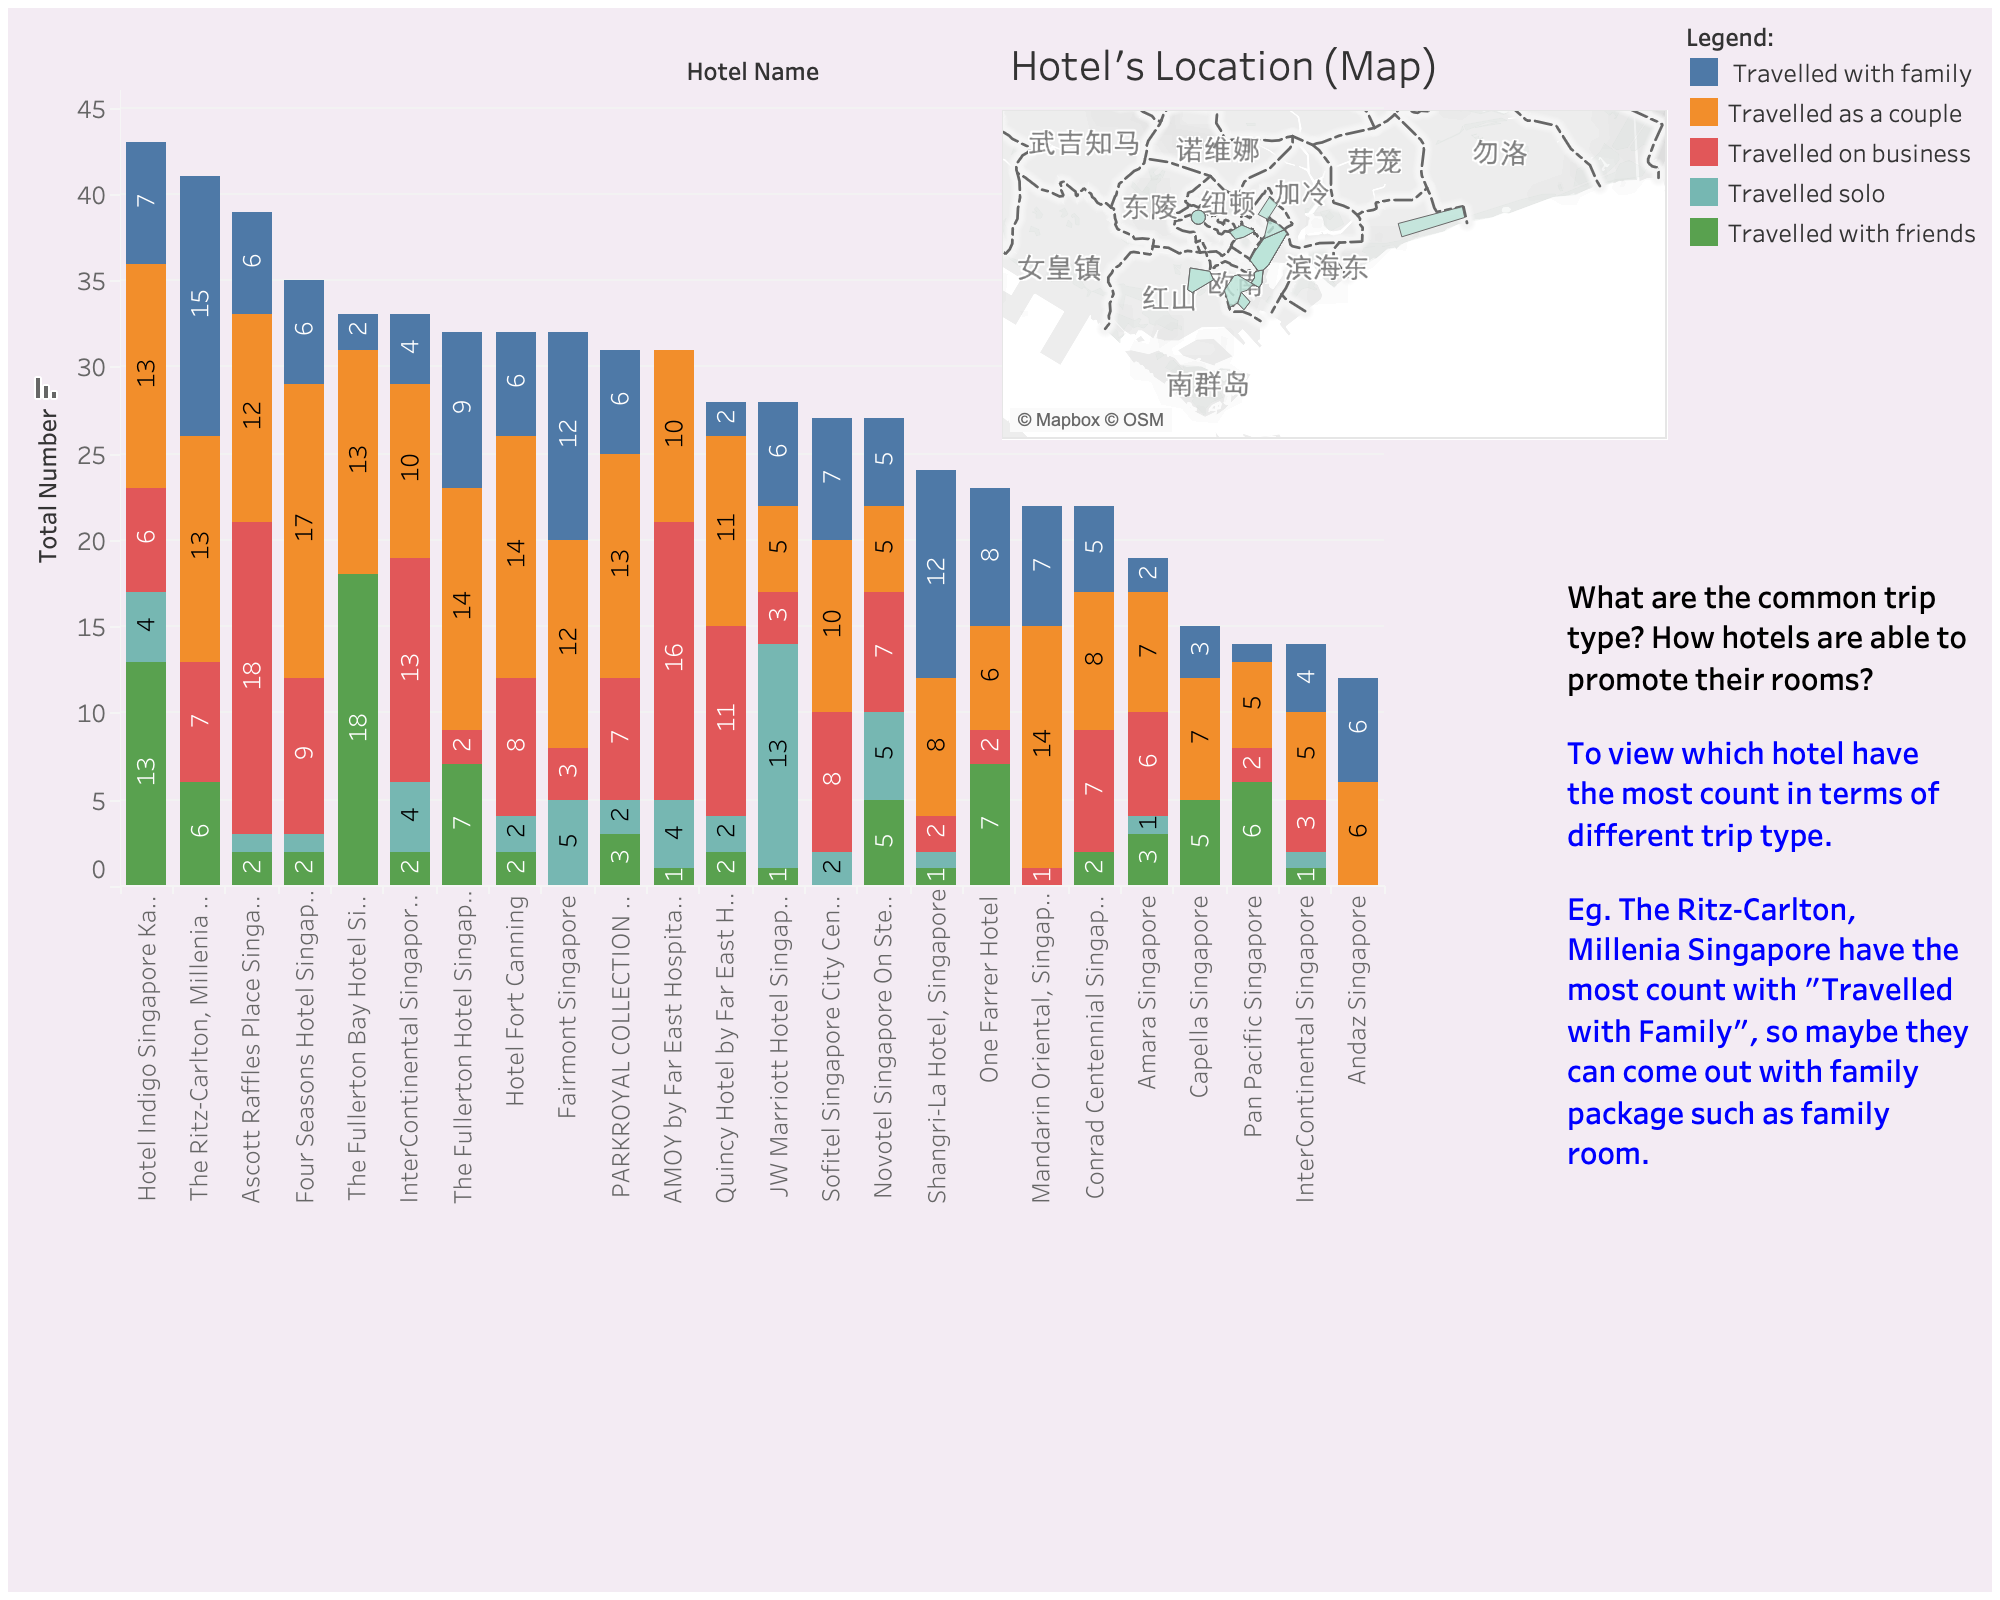 Hotel Name
Hotel's Location (Map)
Legend:
Travelled with family
Travelled as a couple
Travelled on business
Travelled solo
Travelled with friends
武吉知马
诺维娜
芽笼
勿洛
东陵
纽顿
加冷
女皇镇
红山
欧南
滨海东
南群岛
© Mapbox © OSM
Total Number
45
40
35
30
25
20
15
10
5
0
7
13
6
4
13
15
13
7
6
6
12
18
2
6
17
9
2
2
13
18
4
10
13
4
2
9
14
2
7
6
14
8
2
2
12
12
3
5
6
13
7
2
3
10
16
4
1
2
11
11
2
2
6
5
3
13
1
7
10
8
2
5
5
7
5
5
12
8
2
1
8
6
2
7
7
14
1
5
8
7
2
2
7
6
1
3
3
7
5
5
2
6
4
5
3
1
6
6
Hotel Indigo Singapore Ka..
The Ritz-Carlton, Millenia ..
Ascott Raffles Place Singa..
Four Seasons Hotel Singap..
The Fullerton Bay Hotel Si..
InterContinental Singapor..
The Fullerton Hotel Singap..
Hotel Fort Canning
Fairmont Singapore
PARKROYAL COLLECTION ..
AMOY by Far East Hospita..
Quincy Hotel by Far East H..
JW Marriott Hotel Singap..
Sofitel Singapore City Cen..
Novotel Singapore On Ste..
Shangri-La Hotel, Singapore
One Farrer Hotel
Mandarin Oriental, Singap..
Conrad Centennial Singap..
Amara Singapore
Capella Singapore
Pan Pacific Singapore
InterContinental Singapore
Andaz Singapore
What are the common trip
type? How hotels are able to
promote their rooms?
To view which hotel have
the most count in terms of
different trip type.
Eg. The Ritz-Carlton,
Millenia Singapore have the
most count with "Travelled
with Family", so maybe they
can come out with family
package such as family
room.